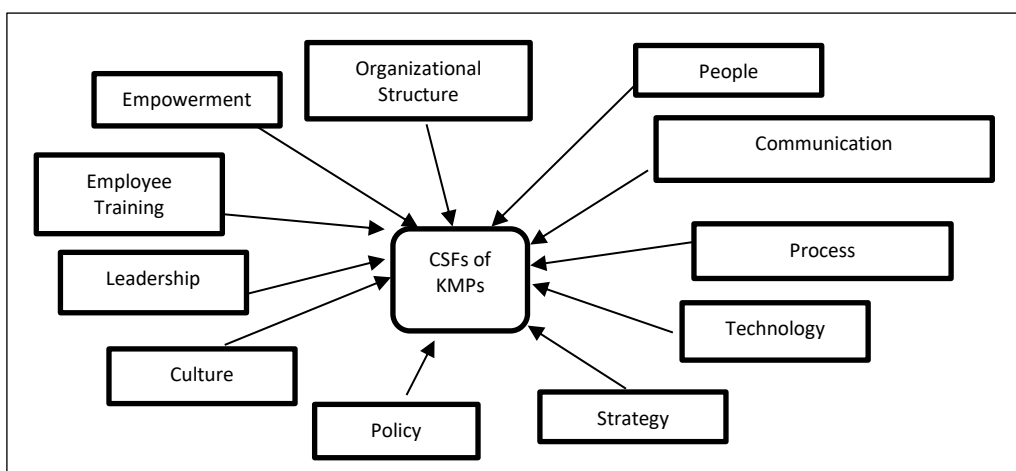 Organizational
Structure
People
Empowerment
Communication
Employee
Training
CSFs of
KMPs
Process
Leadership
Technology
Culture
Policy
Strategy